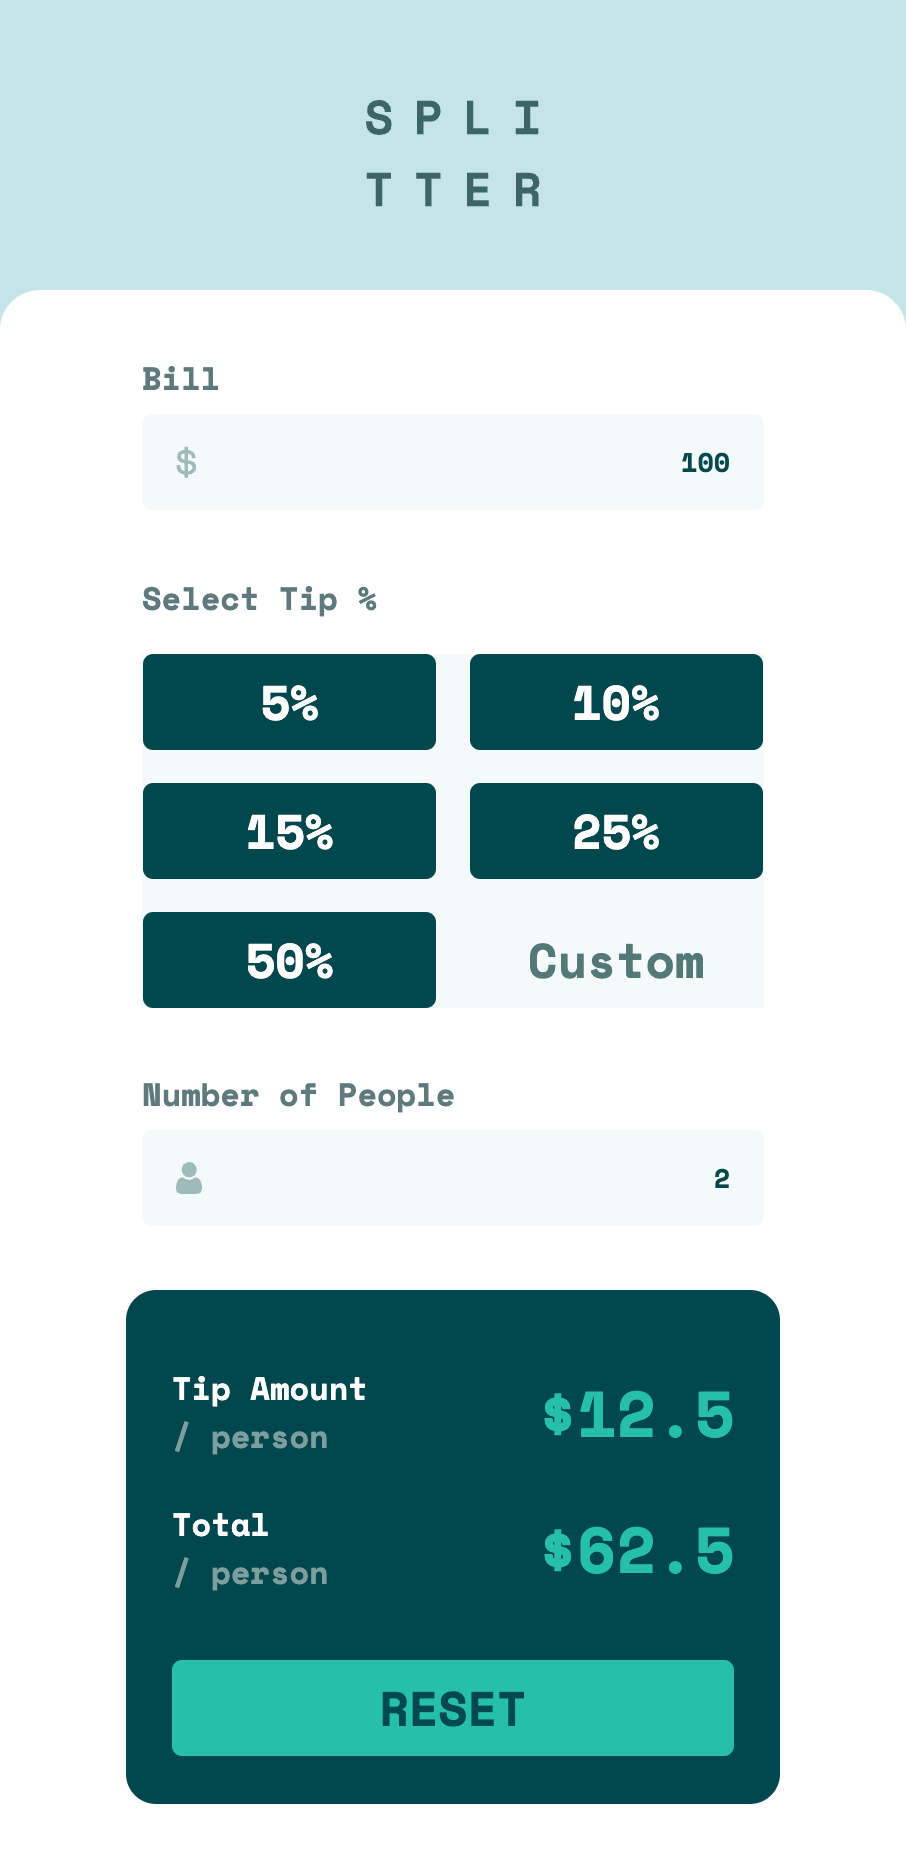 SPLI
TTER
Bill
$ 100
Select Tip %
5% 10%
15% 25%
50% Custom
Number of People
2
Tip Amount
/ person
$12.5
Total
/ person
$62.5
RESET